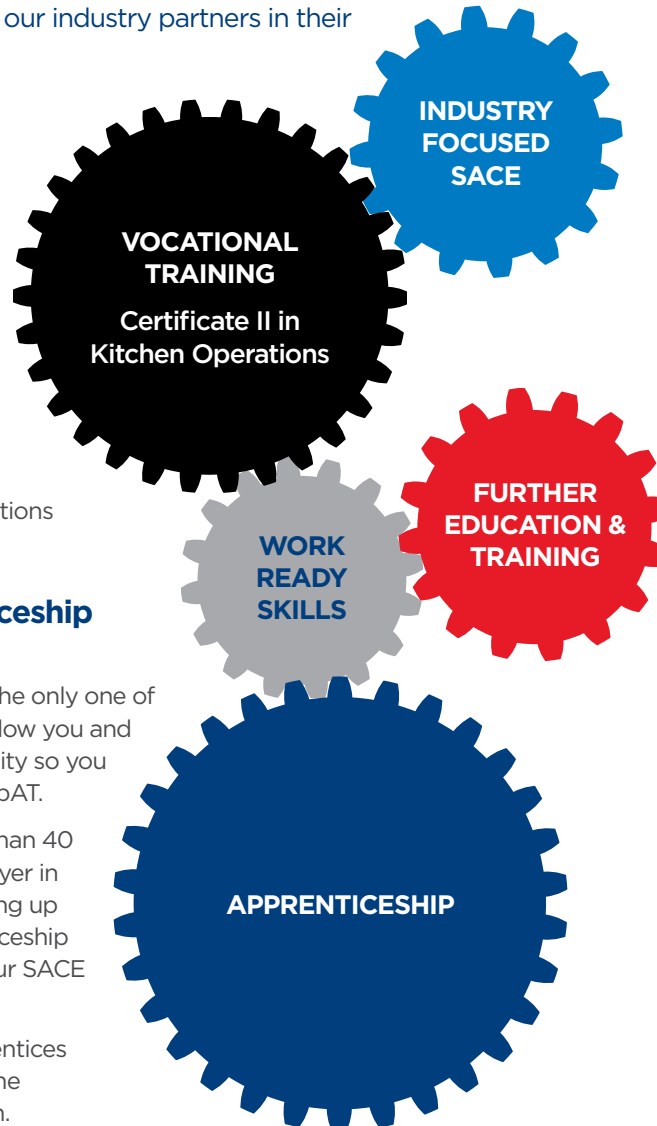 our industry partners in their
INDUSTRY
FOCUSED
SACE
VOCATIONAL
TRAINING
Certificate II in
Kitchen Operations
FURTHER
EDUCATION &
TRAINING
WORK
READY
SKILLS
APPRENTICESHIP
tions
ceship
he only one of
low you and
ity so you
pAT.
han 40
yer in
ng up
ceship
ur SACE
entices
he
n.